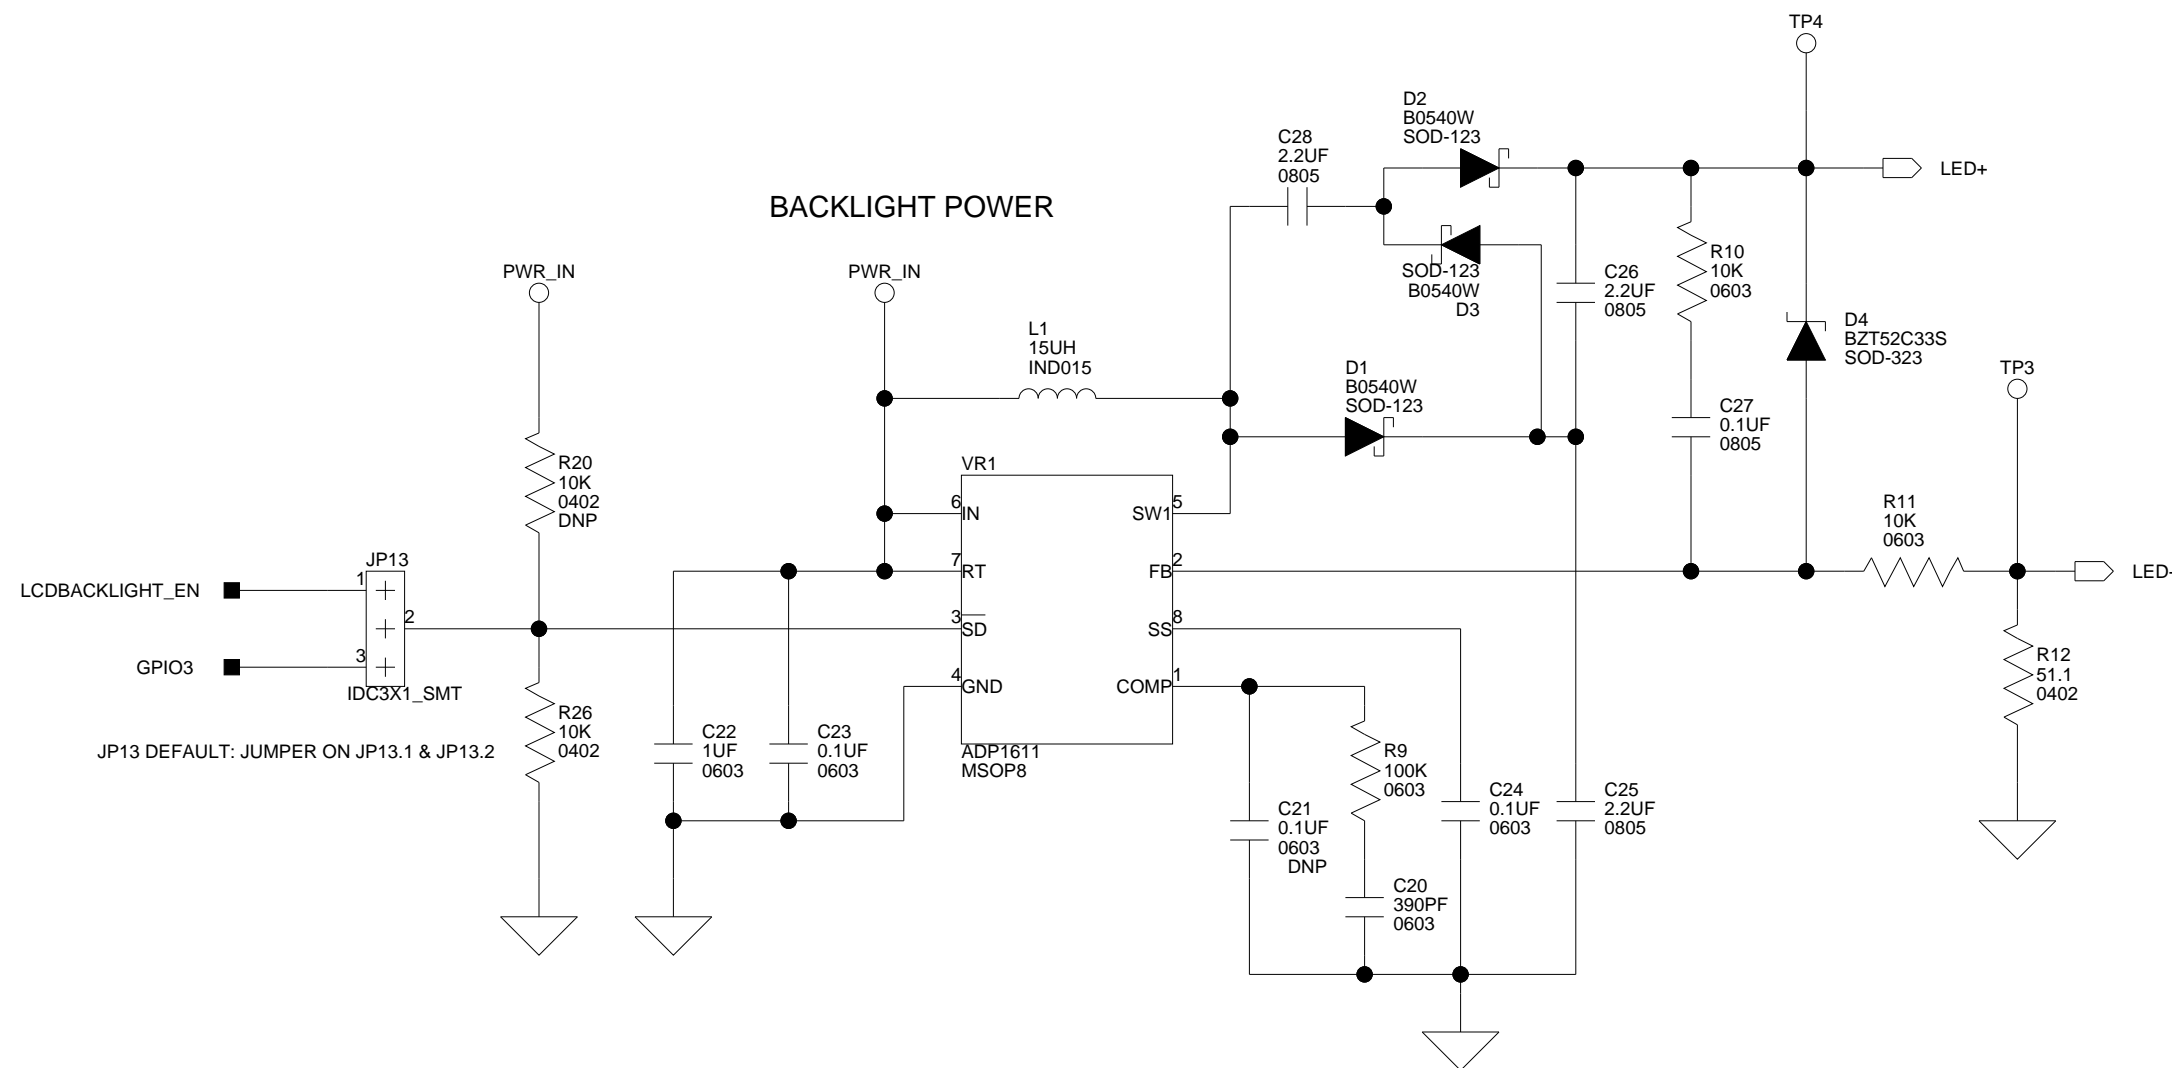 TP4
D2
B0540W
SOD-123
C28
2.2UF
0805
LED+
BACKLIGHT POWER
PWR_IN
PWR_IN
SOD-123
B0540W
D3
C26
2.2UF
0805
R10
10K
0603
D4
BZT52C33S
SOD-323
L1
15UH
IND015
D1
B0540W
SOD-123
TP3
C27
0.1UF
0805
R20
10K
0402
DNP
VR1
6
IN
5
SW1
7
RT
2
FB
3
SD
8
SS
4
GND
1
COMP
ADP1611
MSOP8
R11
10K
0603
LED-
JP13
LCDBACKLIGHT_EN
1
2
GPIO3
3
IDC3X1_SMT
JP13 DEFAULT: JUMPER ON JP13.1 & JP13.2
R26
10K
0402
C22
1UF
0603
C23
0.1UF
0603
R12
51.1
0402
R9
100K
0603
C21
0.1UF
0603
DNP
C24
0.1UF
0603
C25
2.2UF
0805
C20
390PF
0603